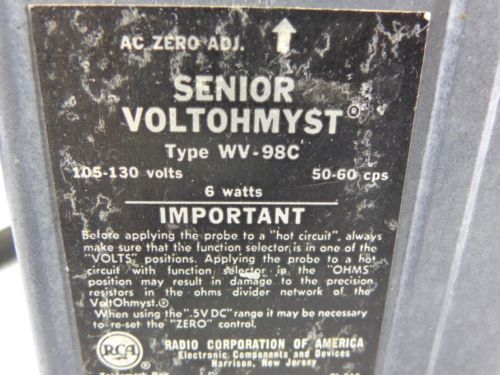 AC ZERO ADJ.
SENIOR
VOLTOHMYST®
Type WV-98C
105-130 volts 50-60 cps
6 watts
IMPORTANT
Before applying the probe to a "hot circuit", always
make sure that the function selector is in one of the
"VOLTS" positions. Applying the probe to a hot
circuit with function selector in the "OHMS"
position may result in damage to the precision
resistors in the ohms divider network of the
VoltOhmyst.®
When using the ".5V DC" range it may be necessary
to re-set the "ZERO" control.
RCA
RADIO CORPORATION OF AMERICA
Electronic Components and Devices
Harrison, New Jersey